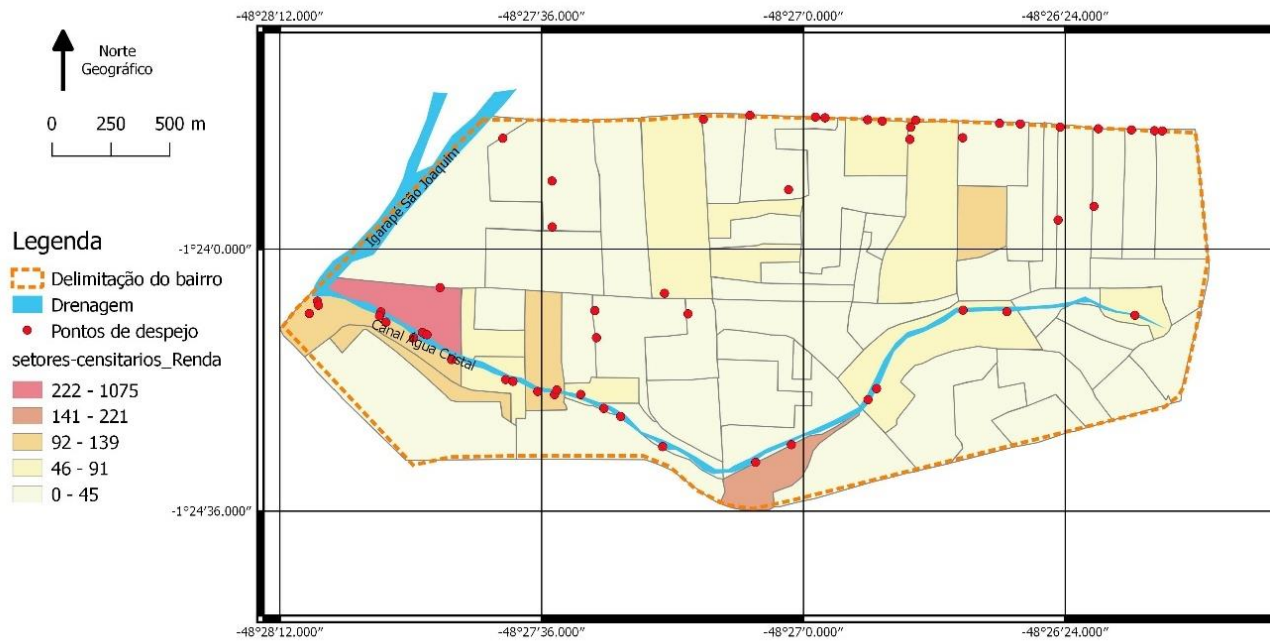 -48°28'12.000"
-48°27'36.000"
-48°27'0.000"
-48°26'24.000"
Norte
Geográfico
0 250 500 m
Igarapé São Joaquim
-1°24'0.000"
Legenda
Delimitação do bairro
Drenagem
Pontos de despejo
setores-censitarios_Renda
222 - 1075
141 - 221
92 - 139
46 - 91
0 - 45
Canal Água Cristal
-1°24'36.000"
-48°28'12.000"
-48°27'36.000"
-48°27'0.000"
-48°26'24.000"